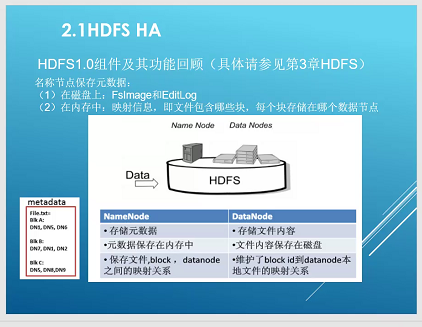 2.1HDFS HA
HDFS1.0组件及其功能回顾（具体请参见第3章HDFS）
名称节点保存元数据：
（1）在磁盘上：FsImage和EditLog
（2）在内存中：映射信息，即文件包含哪些块，每个块存储在哪个数据节点
Name Node Data Nodes
Data
HDFS
metadata
File.txt=
Blk A:
DN1, DN5, DN6
Blk B:
DN7, DN1, DN2
Blk C:
DN5, DN8,DN9
NameNode DataNode
• 存储元数据 • 存储文件内容
•元数据保存在内存中 • 文件内容保存在磁盘
• 保存文件,block ，datanode
之间的映射关系
•维护了block id到datanode本
地文件的映射关系